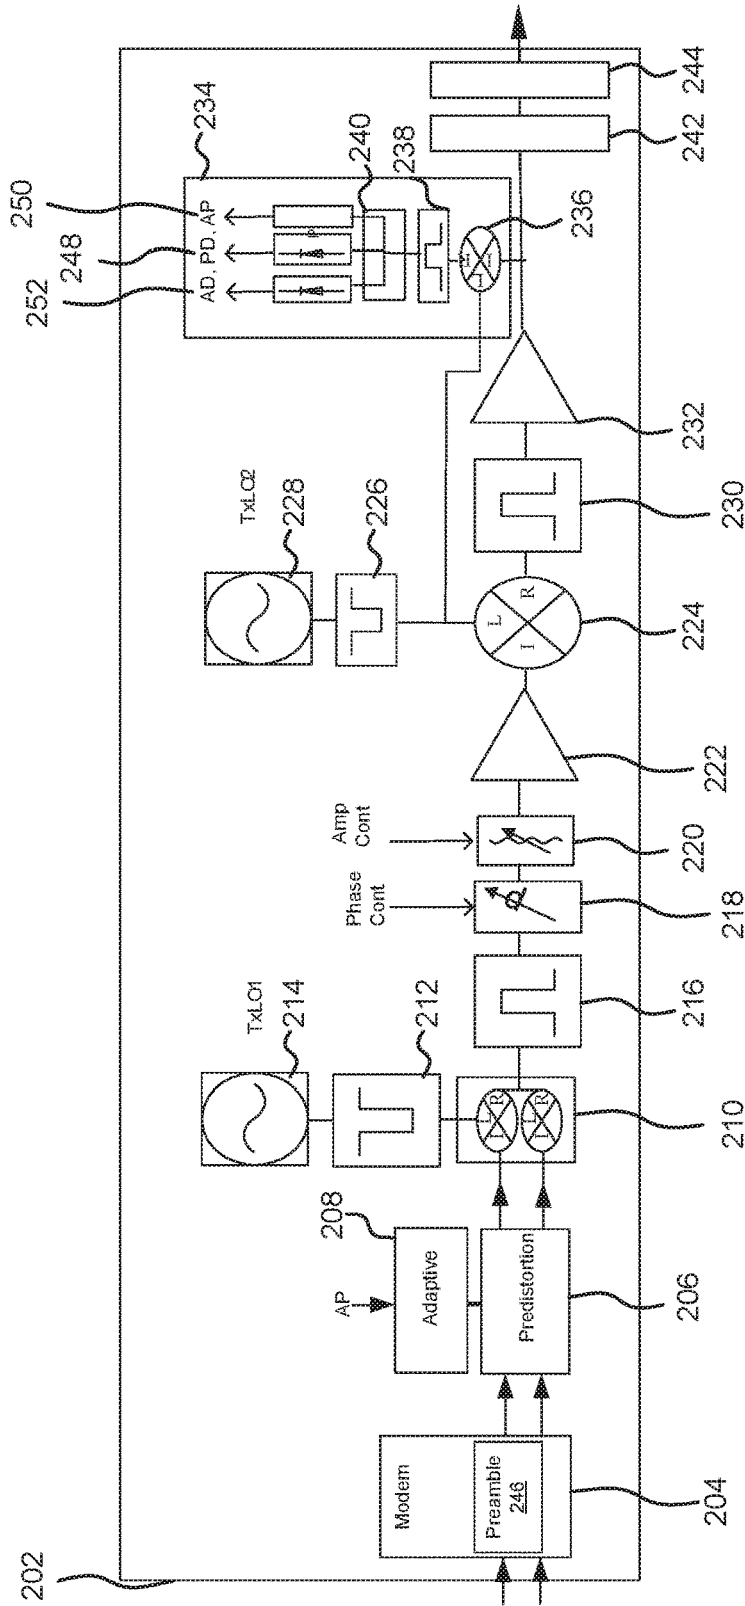 202
204
Modem
Preamble
246
206
Predistortion
Adaptive
208
AP
210
L
R
I
L
R
I
212
214
TxLO1
216
218
Phase
Cont
220
Amp
Cont
222
224
I
L
R
226
228
TxLO2
230
232
234
236
238
240
AD, PD, AP
252
248
250
242
244